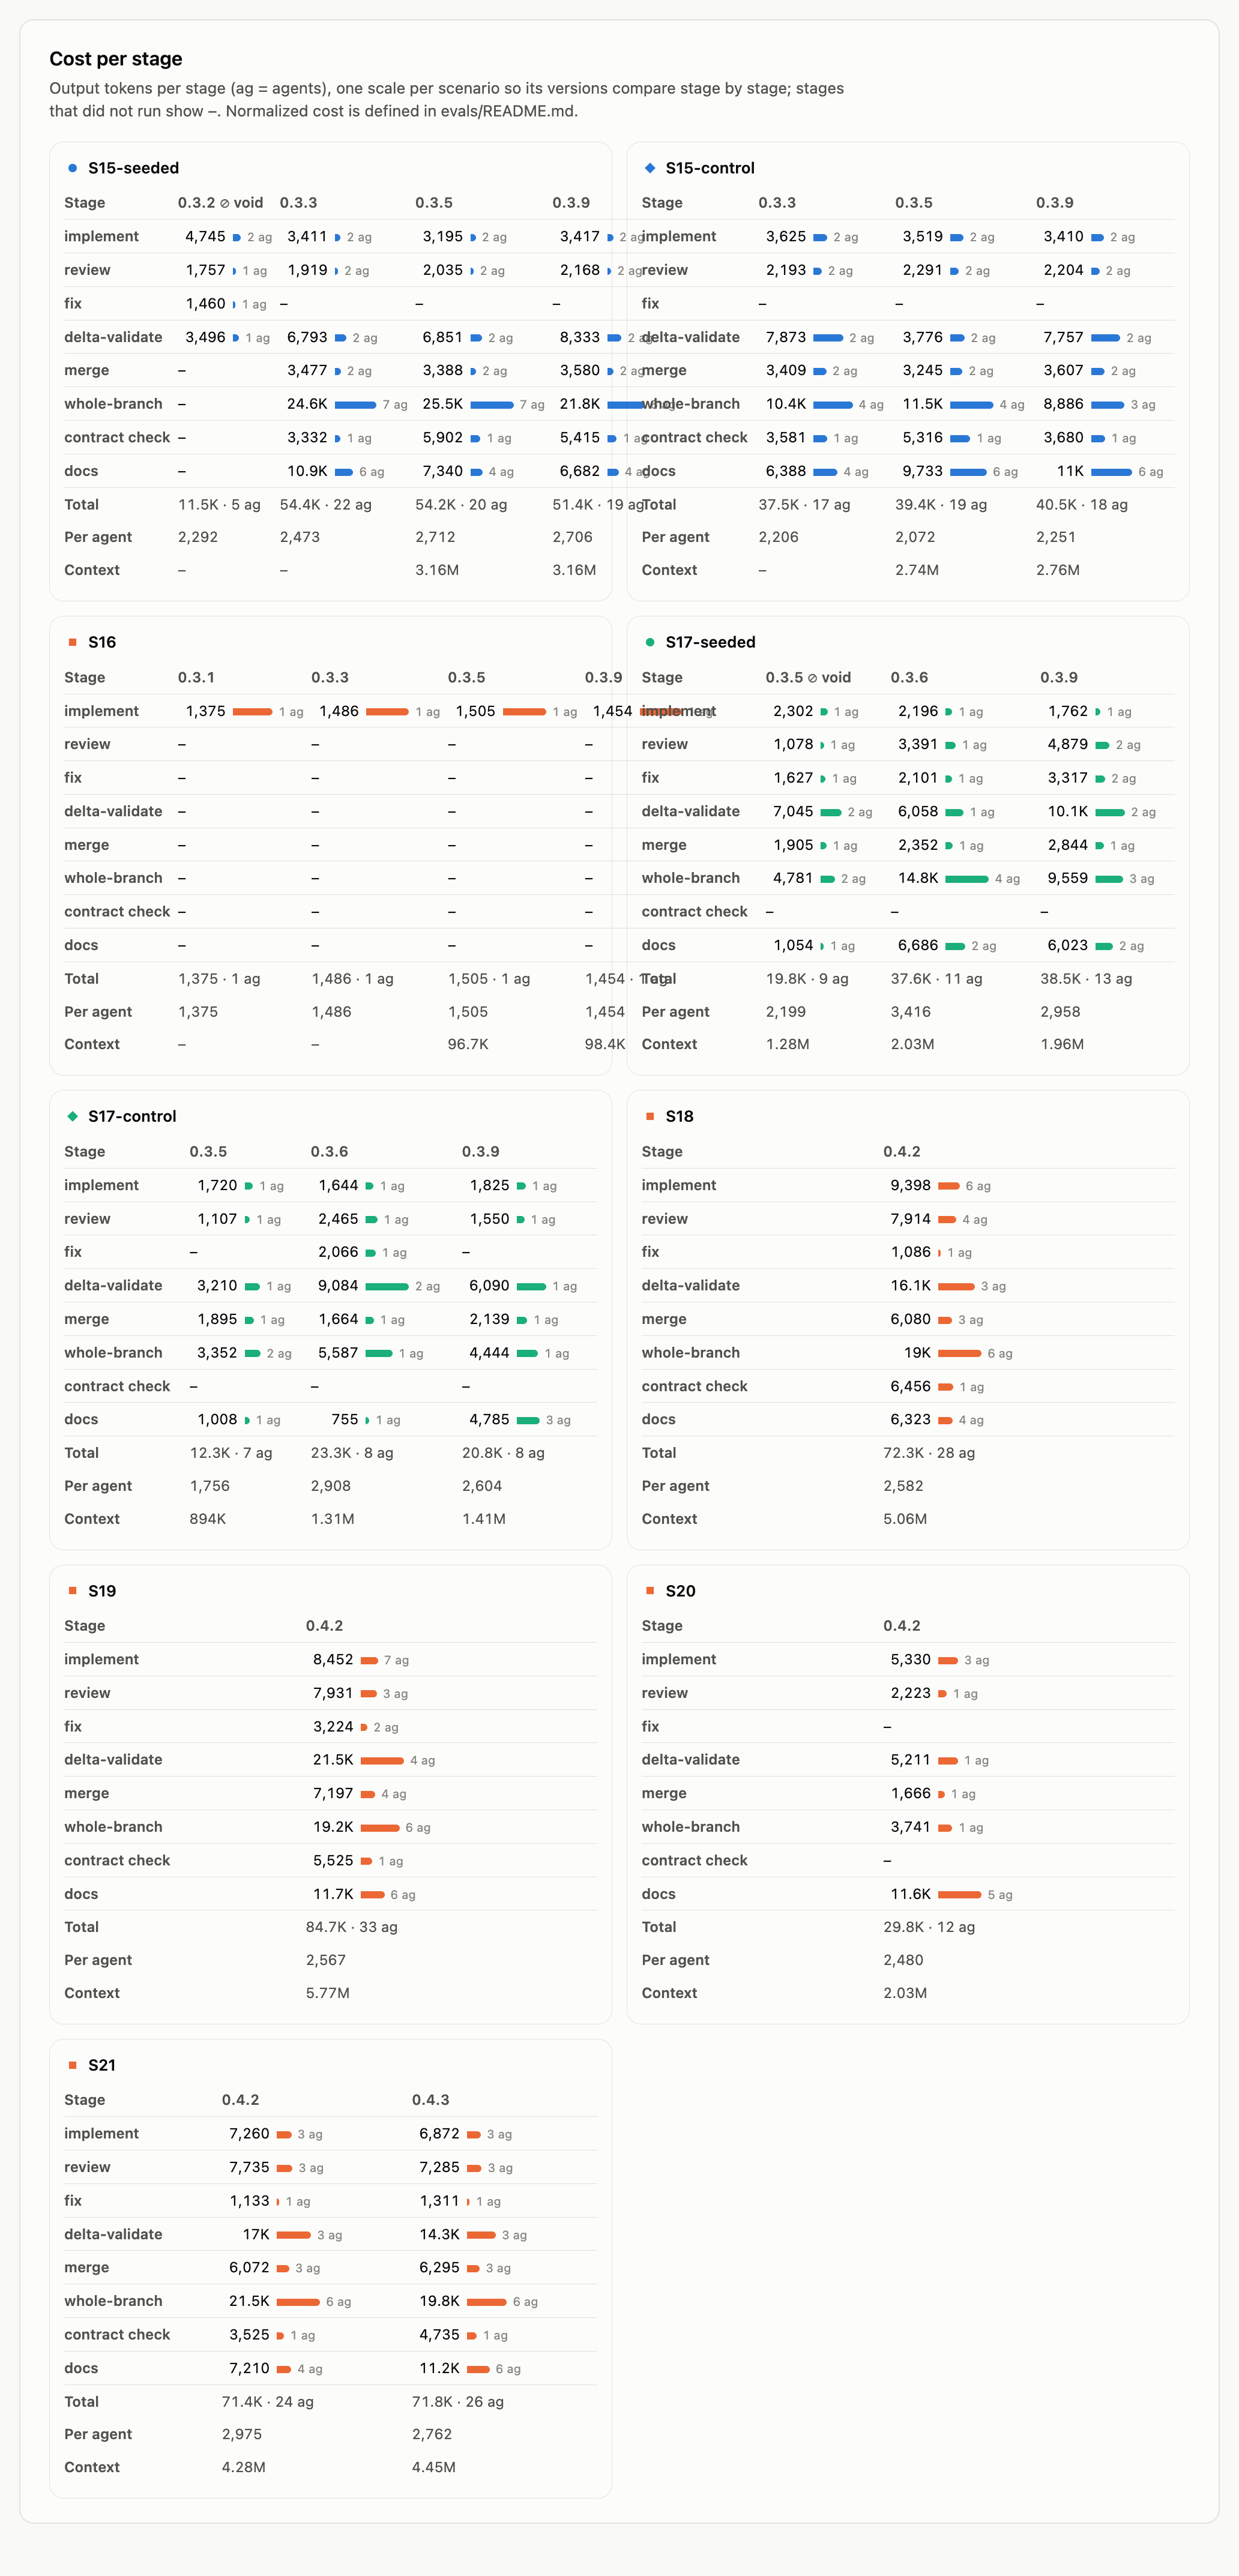 Cost per stage
Output tokens per stage (ag = agents), one scale per scenario so its versions compare stage by stage; stages
that did not run show –. Normalized cost is defined in evals/README.md.
S15-seeded
Stage 0.3.2 ⊘ void 0.3.3 0.3.5 0.3.9
implement 4,745 2 ag 3,411 2 ag 3,195 2 ag 3,417 2 ag
review 1,757 1 ag 1,919 2 ag 2,035 2 ag 2,168 2 ag
fix 1,460 1 ag – – –
delta-validate 3,496 1 ag 6,793 2 ag 6,851 2 ag 8,333 2 ag
merge – 3,477 2 ag 3,388 2 ag 3,580 2 ag
whole-branch – 24.6K 7 ag 25.5K 7 ag 21.8K
contract check – 3,332 1 ag 5,902 1 ag 5,415 1 ag
docs – 10.9K 6 ag 7,340 4 ag 6,682 4 ag
Total 11.5K · 5 ag 54.4K · 22 ag 54.2K · 20 ag 51.4K · 19 ag
Per agent 2,292 2,473 2,712 2,706
Context – – 3.16M 3.16M
S15-control
Stage 0.3.3 0.3.5 0.3.9
implement 3,625 2 ag 3,519 2 ag 3,410 2 ag
review 2,193 2 ag 2,291 2 ag 2,204 2 ag
fix – – –
delta-validate 7,873 2 ag 3,776 2 ag 7,757 2 ag
merge 3,409 2 ag 3,245 2 ag 3,607 2 ag
whole-branch 10.4K 4 ag 11.5K 4 ag 8,886 3 ag
contract check 3,581 1 ag 5,316 1 ag 3,680 1 ag
docs 6,388 4 ag 9,733 6 ag 11K 6 ag
Total 37.5K · 17 ag 39.4K · 19 ag 40.5K · 18 ag
Per agent 2,206 2,072 2,251
Context – 2.74M 2.76M
S16
Stage 0.3.1 0.3.3 0.3.5 0.3.9
implement 1,375 1 ag 1,486 1 ag 1,505 1 ag 1,454
review – – – –
fix – – – –
delta-validate – – – –
merge – – – –
whole-branch – – – –
contract check – – – –
docs – – – –
Total 1,375 · 1 ag 1,486 · 1 ag 1,505 · 1 ag 1,454 · 1 ag
Per agent 1,375 1,486 1,505 1,454
Context – – 96.7K 98.4K
S17-seeded
Stage 0.3.5 ⊘ void 0.3.6 0.3.9
implement 2,302 1 ag 2,196 1 ag 1,762 1 ag
review 1,078 1 ag 3,391 1 ag 4,879 2 ag
fix 1,627 1 ag 2,101 1 ag 3,317 2 ag
delta-validate 7,045 2 ag 6,058 1 ag 10.1K 2 ag
merge 1,905 1 ag 2,352 1 ag 2,844 1 ag
whole-branch 4,781 2 ag 14.8K 4 ag 9,559 3 ag
contract check – – –
docs 1,054 1 ag 6,686 2 ag 6,023 2 ag
Total 19.8K · 9 ag 37.6K · 11 ag 38.5K · 13 ag
Per agent 2,199 3,416 2,958
Context 1.28M 2.03M 1.96M
S17-control
Stage 0.3.5 0.3.6 0.3.9
implement 1,720 1 ag 1,644 1 ag 1,825 1 ag
review 1,107 1 ag 2,465 1 ag 1,550 1 ag
fix – 2,066 1 ag –
delta-validate 3,210 1 ag 9,084 2 ag 6,090 1 ag
merge 1,895 1 ag 1,664 1 ag 2,139 1 ag
whole-branch 3,352 2 ag 5,587 1 ag 4,444 1 ag
contract check – – –
docs 1,008 1 ag 755 1 ag 4,785 3 ag
Total 12.3K · 7 ag 23.3K · 8 ag 20.8K · 8 ag
Per agent 1,756 2,908 2,604
Context 894K 1.31M 1.41M
S18
Stage 0.4.2
implement 9,398 6 ag
review 7,914 4 ag
fix 1,086 1 ag
delta-validate 16.1K 3 ag
merge 6,080 3 ag
whole-branch 19K 6 ag
contract check 6,456 1 ag
docs 6,323 4 ag
Total 72.3K · 28 ag
Per agent 2,582
Context 5.06M
S19
Stage 0.4.2
implement 8,452 7 ag
review 7,931 3 ag
fix 3,224 2 ag
delta-validate 21.5K 4 ag
merge 7,197 4 ag
whole-branch 19.2K 6 ag
contract check 5,525 1 ag
docs 11.7K 6 ag
Total 84.7K · 33 ag
Per agent 2,567
Context 5.77M
S20
Stage 0.4.2
implement 5,330 3 ag
review 2,223 1 ag
fix –
delta-validate 5,211 1 ag
merge 1,666 1 ag
whole-branch 3,741 1 ag
contract check –
docs 11.6K 5 ag
Total 29.8K · 12 ag
Per agent 2,480
Context 2.03M
S21
Stage 0.4.2 0.4.3
implement 7,260 3 ag 6,872 3 ag
review 7,735 3 ag 7,285 3 ag
fix 1,133 1 ag 1,311 1 ag
delta-validate 17K 3 ag 14.3K 3 ag
merge 6,072 3 ag 6,295 3 ag
whole-branch 21.5K 6 ag 19.8K 6 ag
contract check 3,525 1 ag 4,735 1 ag
docs 7,210 4 ag 11.2K 6 ag
Total 71.4K · 24 ag 71.8K · 26 ag
Per agent 2,975 2,762
Context 4.28M 4.45M